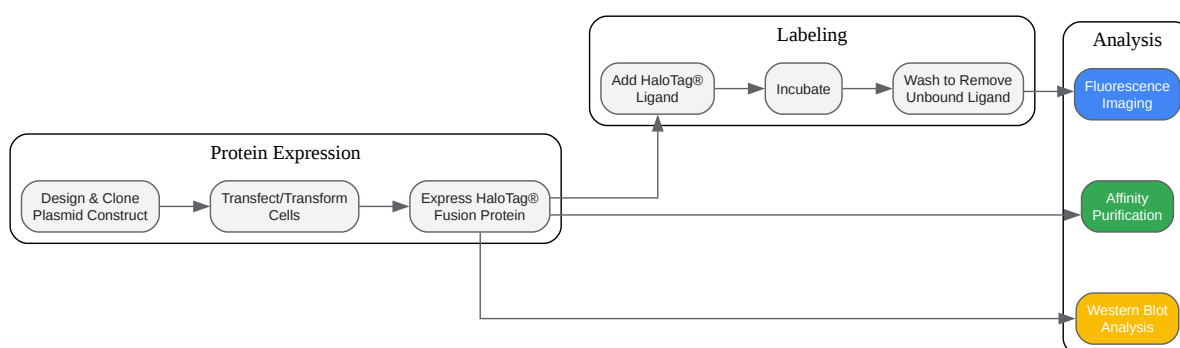 Protein Expression
Design & Clone
Plasmid Construct
Transfect/Transform
Cells
Express HaloTag®
Fusion Protein
Labeling
Add HaloTag®
Ligand
Incubate
Wash to Remove
Unbound Ligand
Analysis
Fluorescence
Imaging
Affinity
Purification
Western Blot
Analysis